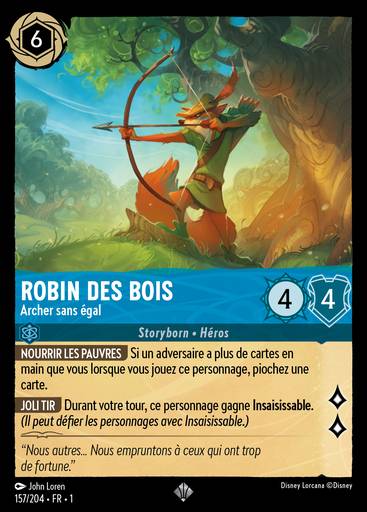 6
ROBIN DES BOIS
Archer sans égal
4
4
Storyborn • Héros
NOURRIR LES PAUVRES Si un adversaire a plus de cartes en
main que vous lorsque vous jouez ce personnage, piochez une
carte.
JOLI TIR Durant votre tour, ce personnage gagne Insaisissable.
(Il peut défier les personnages avec Insaisissable.)
“Nous autres... Nous empruntons à ceux qui ont trop
de fortune.”
John Loren
Disney Lorcana ©Disney
157/204 • FR • 1